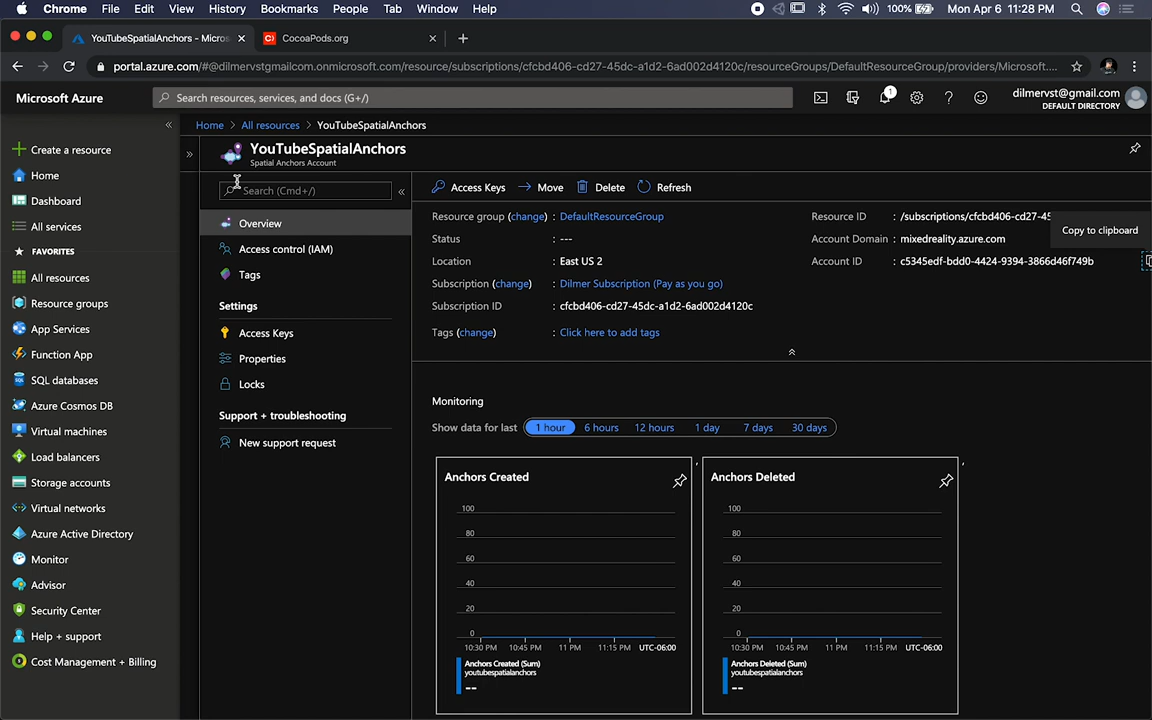 Chrome File Edit View History Bookmarks People Tab Window Help 100% Mon Apr 6 11:28 PM
YouTubeSpatialAnchors - Micros CocoaPods.org
portal.azure.com/#@dilmervstgmailcom.onmicrosoft.com/resource/subscriptions/cfcbd406-cd27-45dc-a1d2-6ad002d4120c/resourceGroups/DefaultResourceGroup/providers/Microsoft....
Microsoft Azure Search resources, services, and docs (G+/) 1 dilmervst@gmail.com
DEFAULT DIRECTORY
Home > All resources > YouTubeSpatialAnchors
Create a resource
Home
Dashboard
All services
FAVORITES
All resources
Resource groups
App Services
Function App
SQL databases
Azure Cosmos DB
Virtual machines
Load balancers
Storage accounts
Virtual networks
Azure Active Directory
Monitor
Advisor
Security Center
Help + support
Cost Management + Billing
YouTubeSpatialAnchors
Spatial Anchors Account
Search (Cmd+/)
Overview
Access control (IAM)
Tags
Settings
Access Keys
Properties
Locks
Support + troubleshooting
New support request
Access Keys Move Delete Refresh
Resource group (change) : DefaultResourceGroup
Status : ---
Location : East US 2
Subscription (change) : Dilmer Subscription (Pay as you go)
Subscription ID : cfcbd406-cd27-45dc-a1d2-6ad002d4120c
Tags (change) : Click here to add tags
Resource ID : /subscriptions/cfcbd406-cd27-45
Account Domain : mixedreality.azure.com
Account ID : c5345edf-bdd0-4424-9394-3866d46f749b
Copy to clipboard
Monitoring
Show data for last 1 hour 6 hours 12 hours 1 day 7 days 30 days
Anchors Created
100
80
60
40
20
0
10:30 PM 10:45 PM 11 PM 11:15 PM UTC-06:00
Anchors Created (Sum)
youtubespatialanchors
--
Anchors Deleted
100
80
60
40
20
0
10:30 PM 10:45 PM 11 PM 11:15 PM UTC-06:00
Anchors Deleted (Sum)
youtubespatialanchors
--